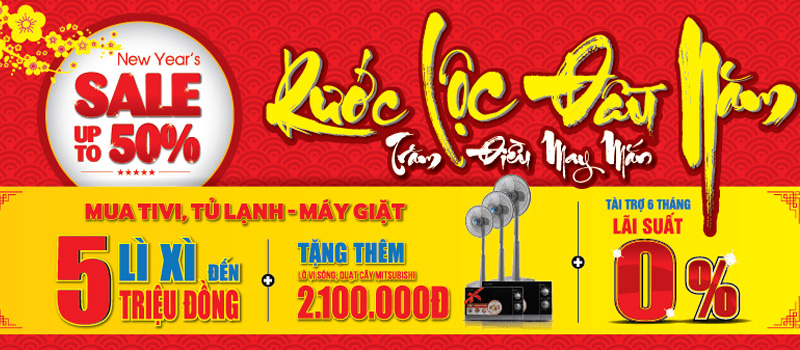 New Year's
SALE
UP TO 50%
Rước Lộc Đầu Năm
Trăm Điều May Mắn
MUA TIVI, TỦ LẠNH - MÁY GIẶT
LÌ XÌ ĐẾN
5 TRIỆU ĐỒNG
+
TẶNG THÊM
LÒ VI SÓNG, QUẠT CÂY MITSUBISHI
2.100.000Đ
+
TÀI TRỢ 6 THÁNG
LÃI SUẤT
0%